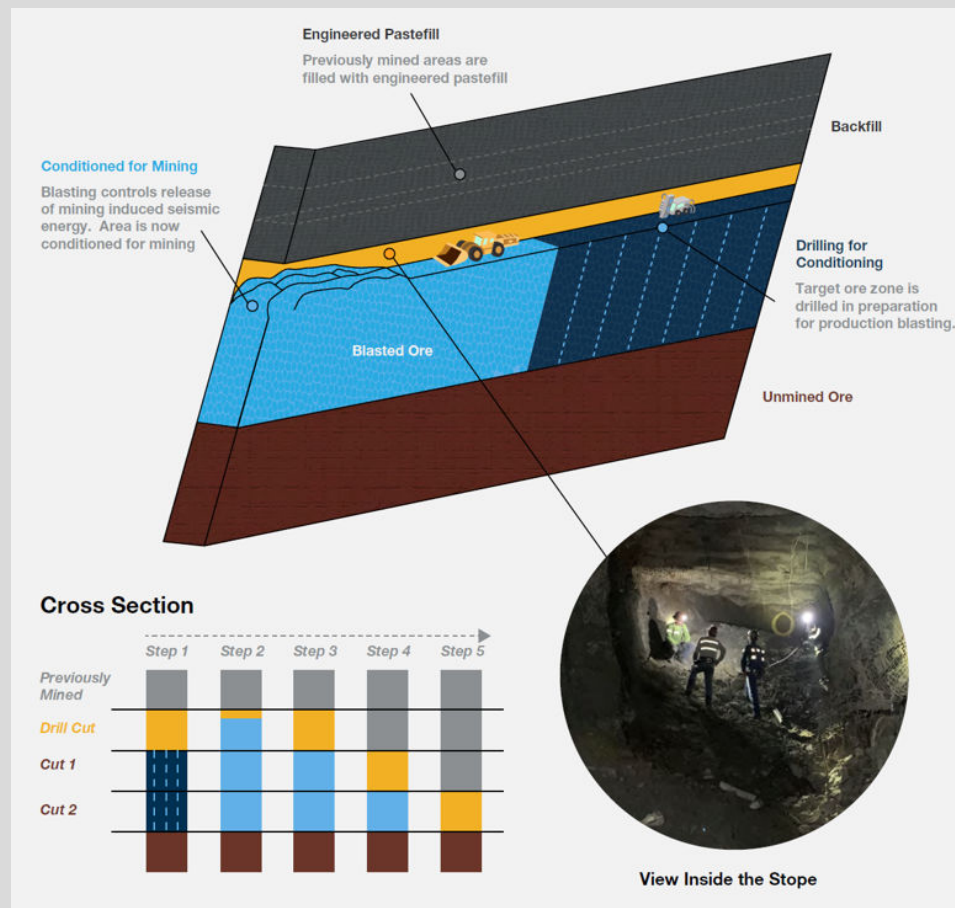 Engineered Pastefill
Previously mined areas are
filled with engineered pastefill
Backfill
Conditioned for Mining
Blasting controls release
of mining induced seismic
energy. Area is now
conditioned for mining
Drilling for
Conditioning
Target ore zone is
drilled in preparation
for production blasting.
Blasted Ore
Unmined Ore
Cross Section
Step 1 Step 2 Step 3 Step 4 Step 5
Previously
Mined
Drill Cut
Cut 1
Cut 2
View Inside the Stope